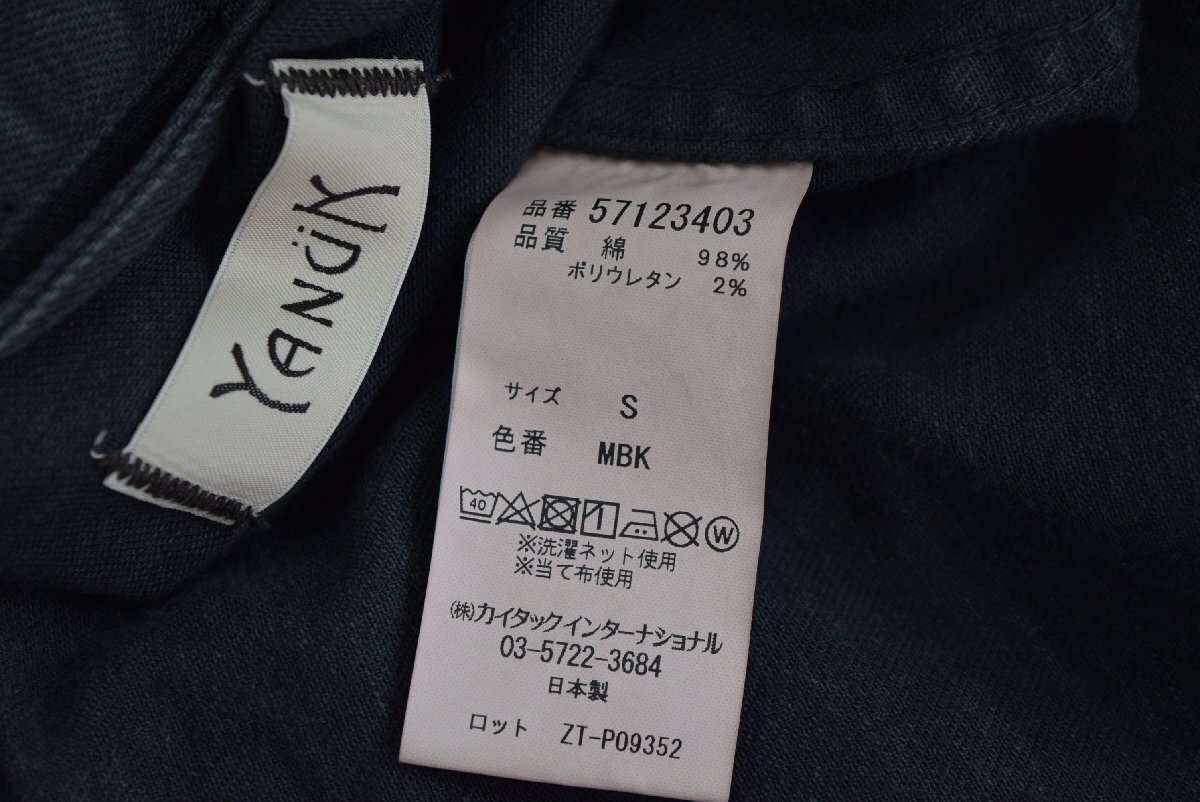 YANUK
品番 57123403
品質 綿 98%
ポリウレタン 2%
サイズ S
色番 MBK
40 W
※洗濯ネット使用
※当て布使用
(株)カイタックインターナショナル
03-5722-3684
日本製
ロット ZT-P09352